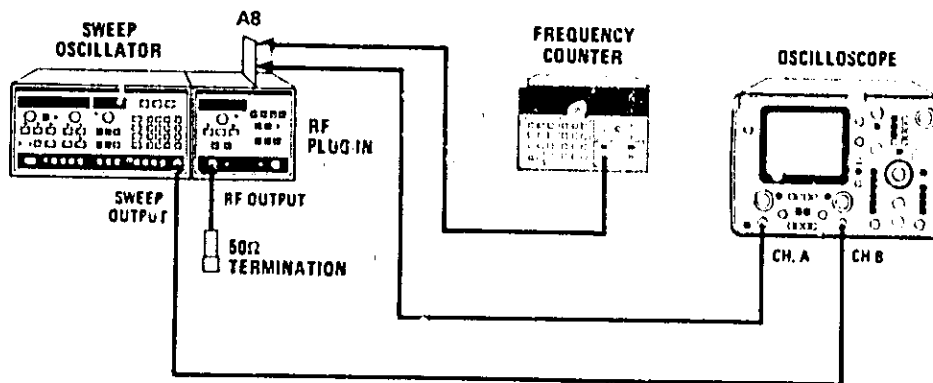 A8
SWEEP
OSCILLATOR
FREQUENCY
COUNTER
OSCILLOSCOPE
RF
PLUG-IN
SWEEP
OUTPUT
RF OUTPUT
50Ω
TERMINATION
CH. A
CH B